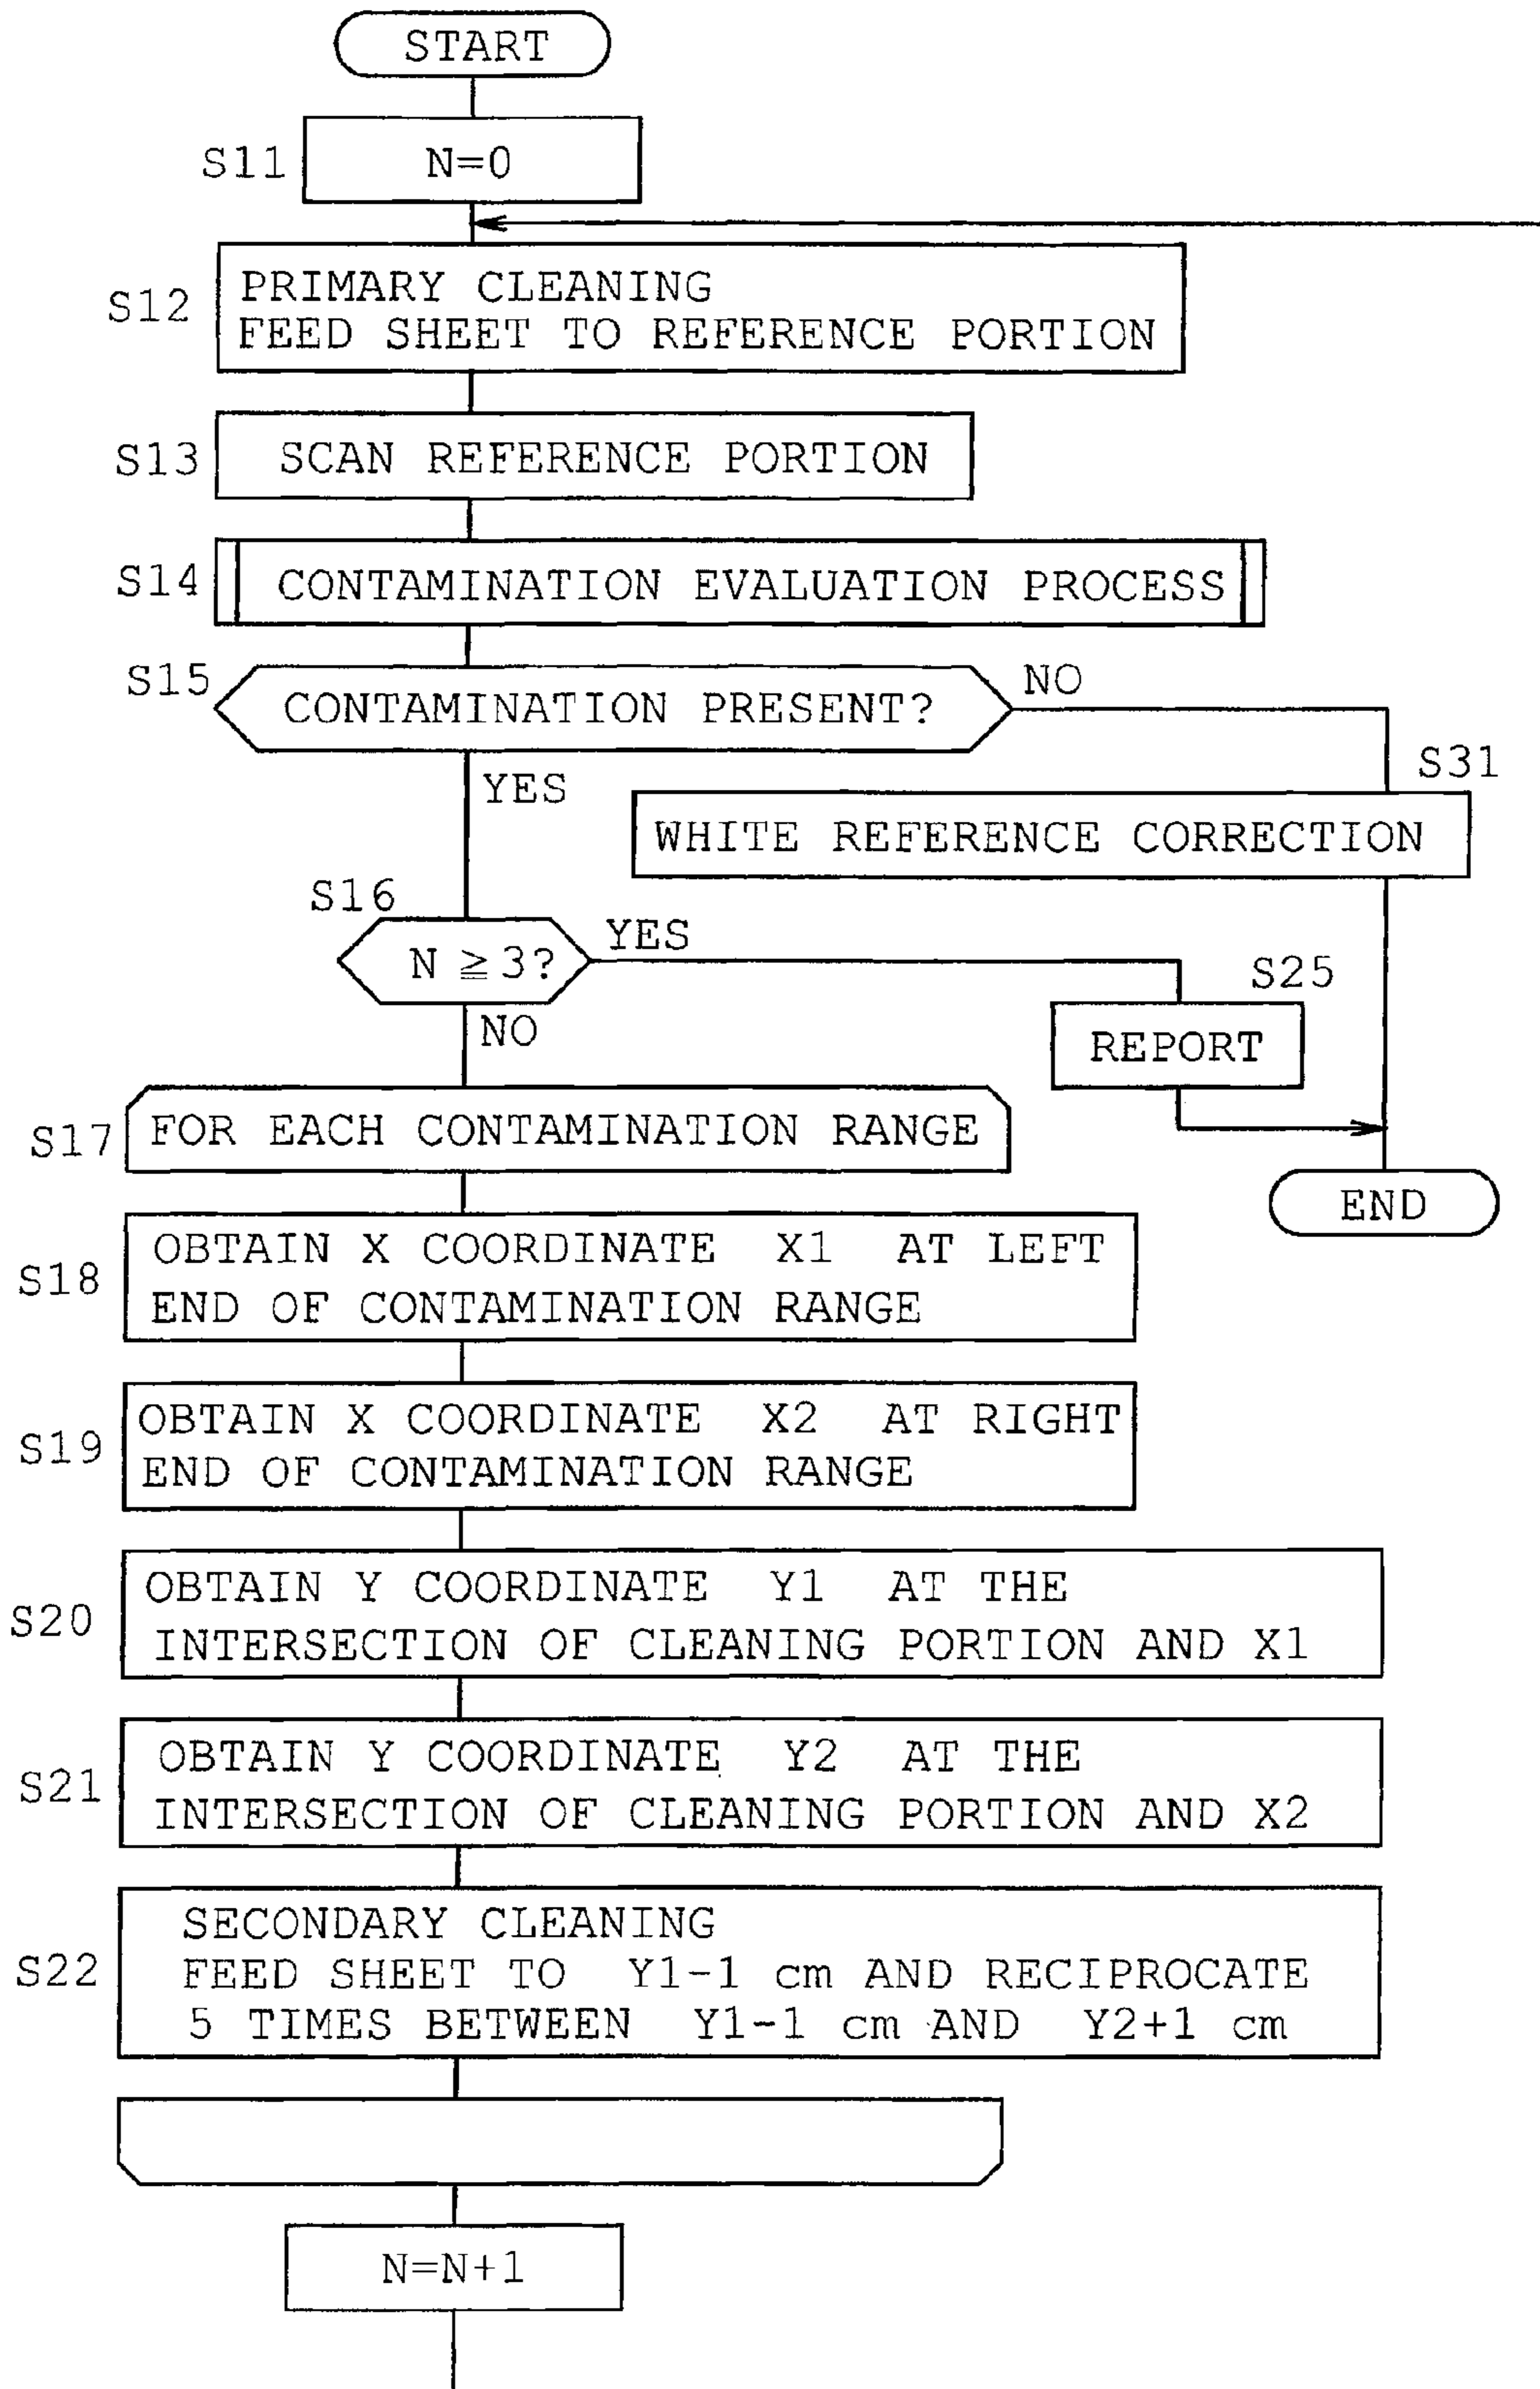 START
S11
N=0
S12
PRIMARY CLEANING
FEED SHEET TO REFERENCE PORTION
S13
SCAN REFERENCE PORTION
S14
CONTAMINATION EVALUATION PROCESS
S15
CONTAMINATION PRESENT?
NO
YES
S31
WHITE REFERENCE CORRECTION
S16
N ≧3?
YES
NO
S25
REPORT
END
S17
FOR EACH CONTAMINATION RANGE
S18
OBTAIN X COORDINATE X1 AT LEFT
END OF CONTAMINATION RANGE
S19
OBTAIN X COORDINATE X2 AT RIGHT
END OF CONTAMINATION RANGE
S20
OBTAIN Y COORDINATE Y1 AT THE
INTERSECTION OF CLEANING PORTION AND X1
S21
OBTAIN Y COORDINATE Y2 AT THE
INTERSECTION OF CLEANING PORTION AND X2
S22
SECONDARY CLEANING
FEED SHEET TO Y1-1 cm AND RECIPROCATE
5 TIMES BETWEEN Y1-1 cm AND Y2+1 cm
N=N+1